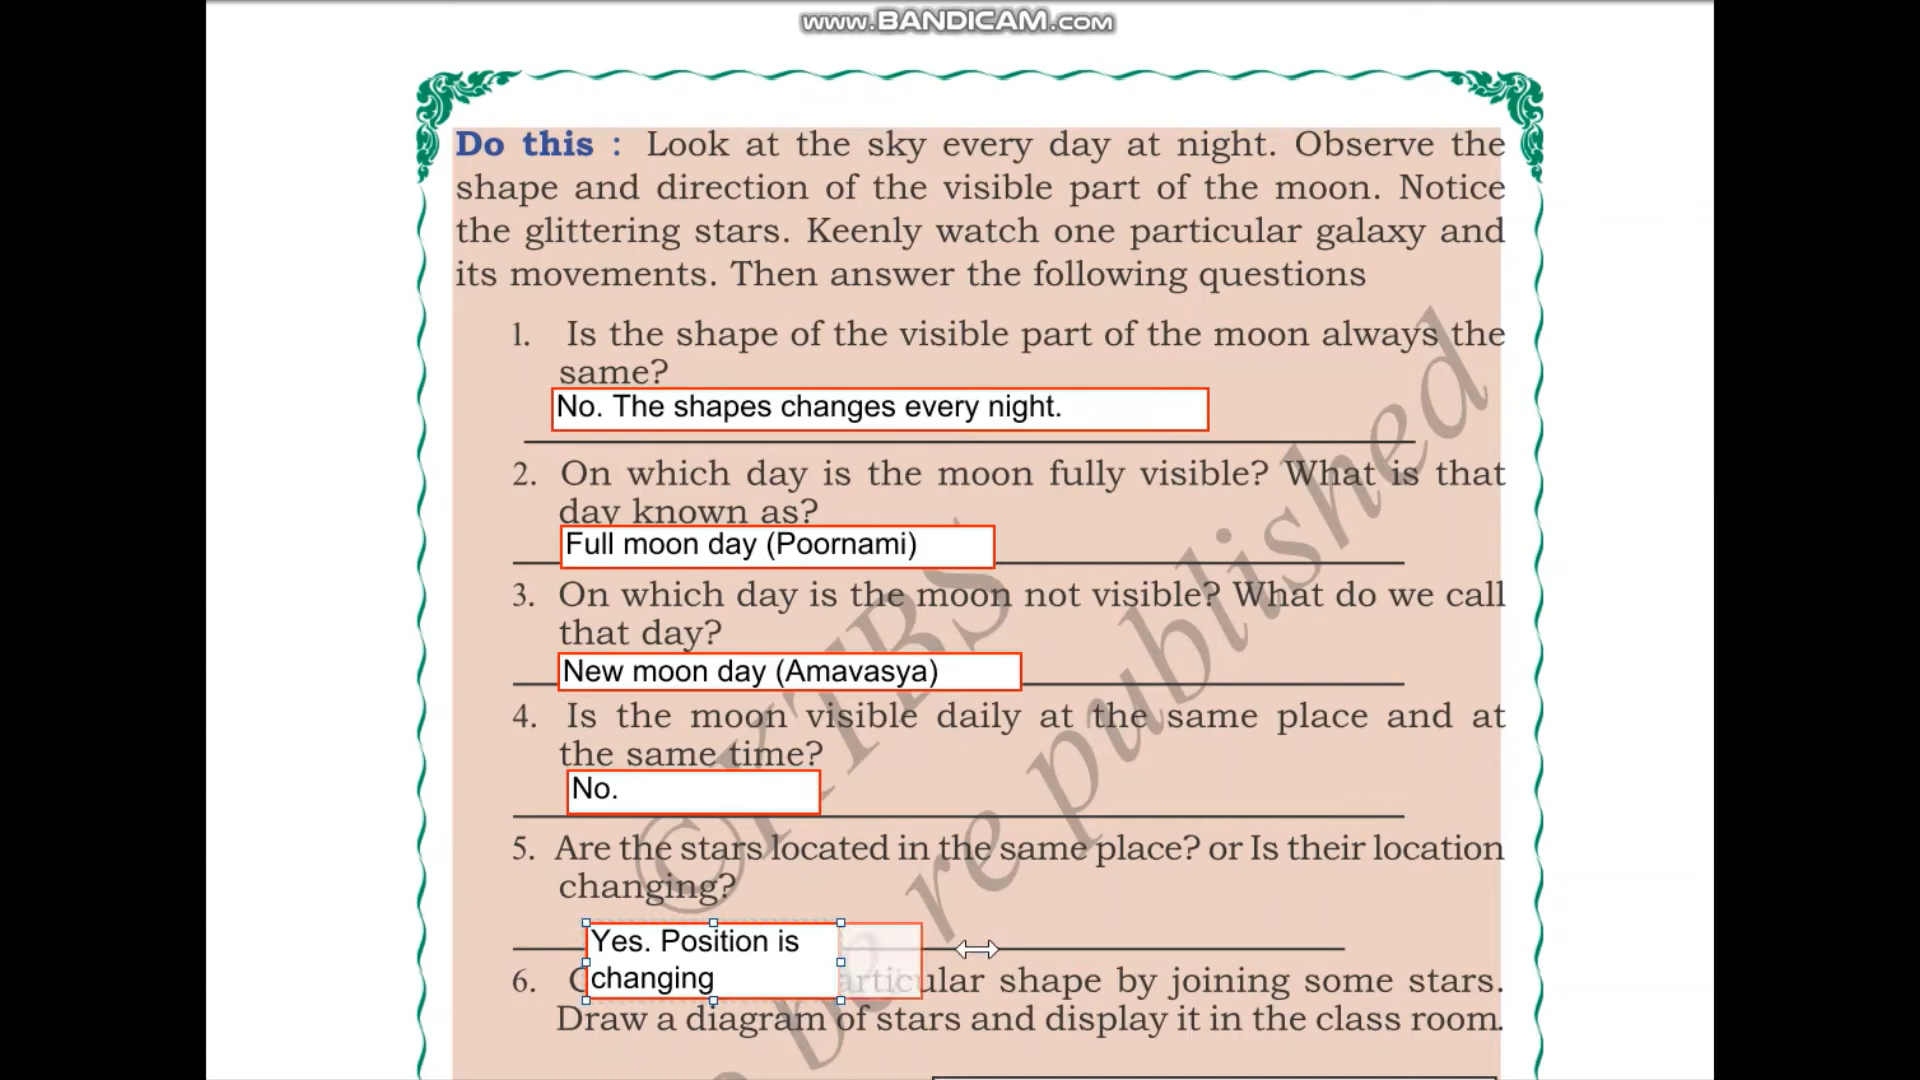 www.BANDICAM.com
Do this : Look at the sky every day at night. Observe the
shape and direction of the visible part of the moon. Notice
the glittering stars. Keenly watch one particular galaxy and
its movements. Then answer the following questions
1. Is the shape of the visible part of the moon always the
same?
No. The shapes changes every night.
2. On which day is the moon fully visible? What is that
day known as?
Full moon day (Poornami)
3. On which day is the moon not visible? What do we call
that day?
New moon day (Amavasya)
4. Is the moon visible daily at the same place and at
the same time?
No.
5. Are the stars located in the same place? or Is their location
changing?
Yes. Position is
changing
6. articular shape by joining some stars.
Draw a diagram of stars and display it in the class room.
©KTBS
be re published